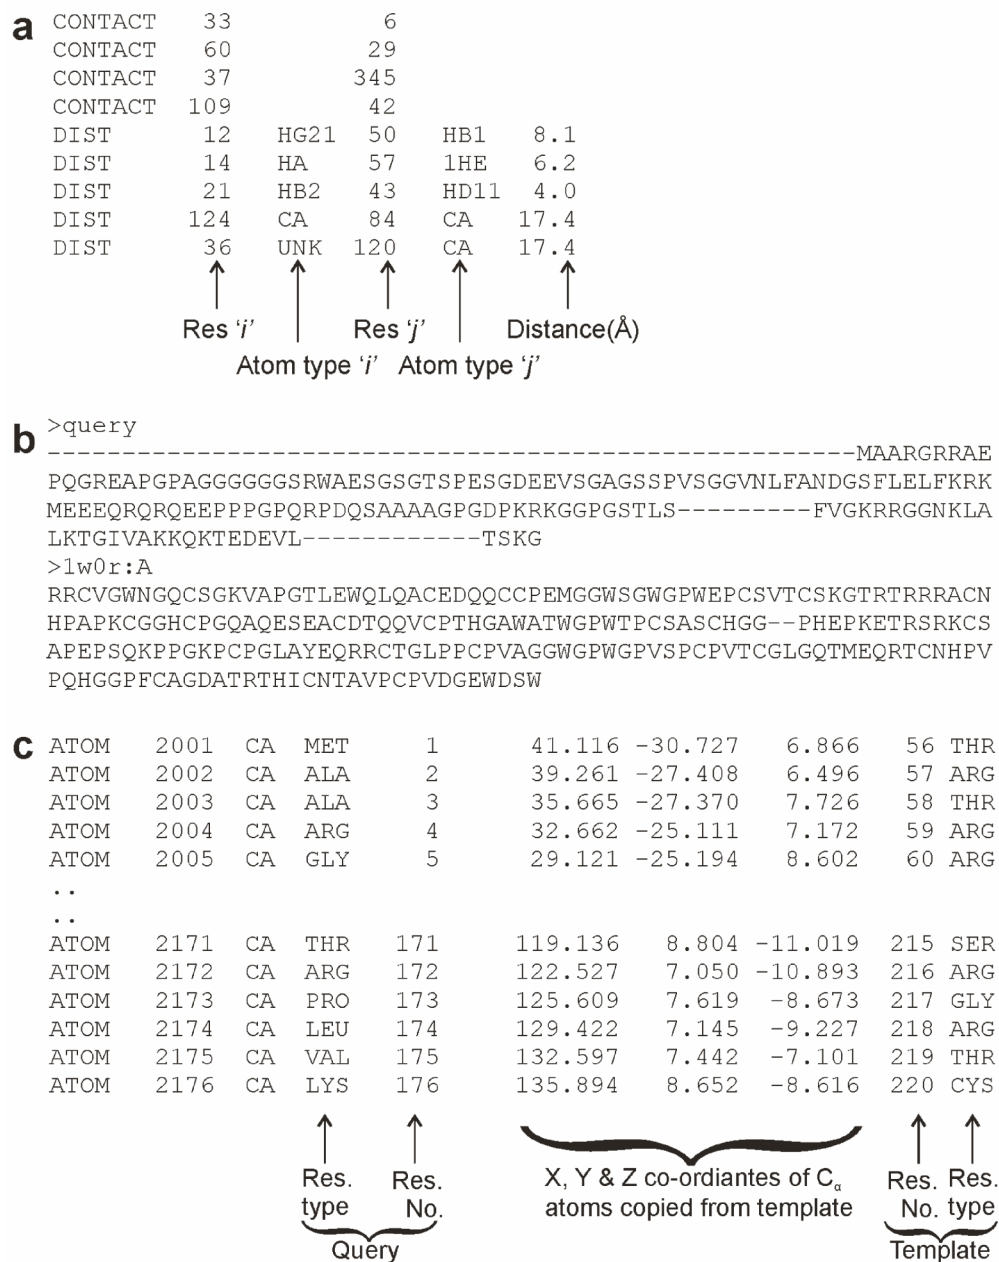 a
CONTACT 33 6
CONTACT 60 29
CONTACT 37 345
CONTACT 109 42
DIST 12 HG21 50 HB1 8.1
DIST 14 HA 57 1HE 6.2
DIST 21 HB2 43 HD11 4.0
DIST 124 CA 84 CA 17.4
DIST 36 UNK 120 CA 17.4
Res ‘i’ Res ‘j’ Distance(Å)
Atom type ‘i’ Atom type ‘j’
b
>query
------------------------------------------------------MAARGRRAE
PQGREAPGPAGGGGGGSRWAESGSGTSPESGDEEVSGAGSSPVSGGVNLFANDGSFLELFKRK
MEEEQRQRQEEPPPGPQRPDQSAAAAGPGDPKRKGGPGSTLS---------FVGKRRGGNKLA
LKTGIVAKKQKTEDEVL------------TSKG
>1w0r:A
RRCVGWNGQCSGKVAPGTLEWQLQACEDQQCCPEMGGWSGWGPWEPCSVTCSKGTRTRRRACN
HPAPKCGGHCPGQAQESEACDTQQVCPTHGAWATWGPWTPCSASCHGG--PHEPKETRSRKCS
APEPSQKPPGKPCPGLAYEQRRCTGLPPCPVAGGWGPWGPVSPCPVTCGLGQTMEQRTCNHPV
PQHGGPFCAGDATRTHICNTAVPCPVDGEWDSW
c
ATOM 2001 CA MET 1 41.116 -30.727 6.866 56 THR
ATOM 2002 CA ALA 2 39.261 -27.408 6.496 57 ARG
ATOM 2003 CA ALA 3 35.665 -27.370 7.726 58 THR
ATOM 2004 CA ARG 4 32.662 -25.111 7.172 59 ARG
ATOM 2005 CA GLY 5 29.121 -25.194 8.602 60 ARG
..
..
ATOM 2171 CA THR 171 119.136 8.804 -11.019 215 SER
ATOM 2172 CA ARG 172 122.527 7.050 -10.893 216 ARG
ATOM 2173 CA PRO 173 125.609 7.619 -8.673 217 GLY
ATOM 2174 CA LEU 174 129.422 7.145 -9.227 218 ARG
ATOM 2175 CA VAL 175 132.597 7.442 -7.101 219 THR
ATOM 2176 CA LYS 176 135.894 8.652 -8.616 220 CYS
Res. Res. X, Y & Z co-ordiantes of Cα Res. Res.
type No. atoms copied from template No. type
Query Template